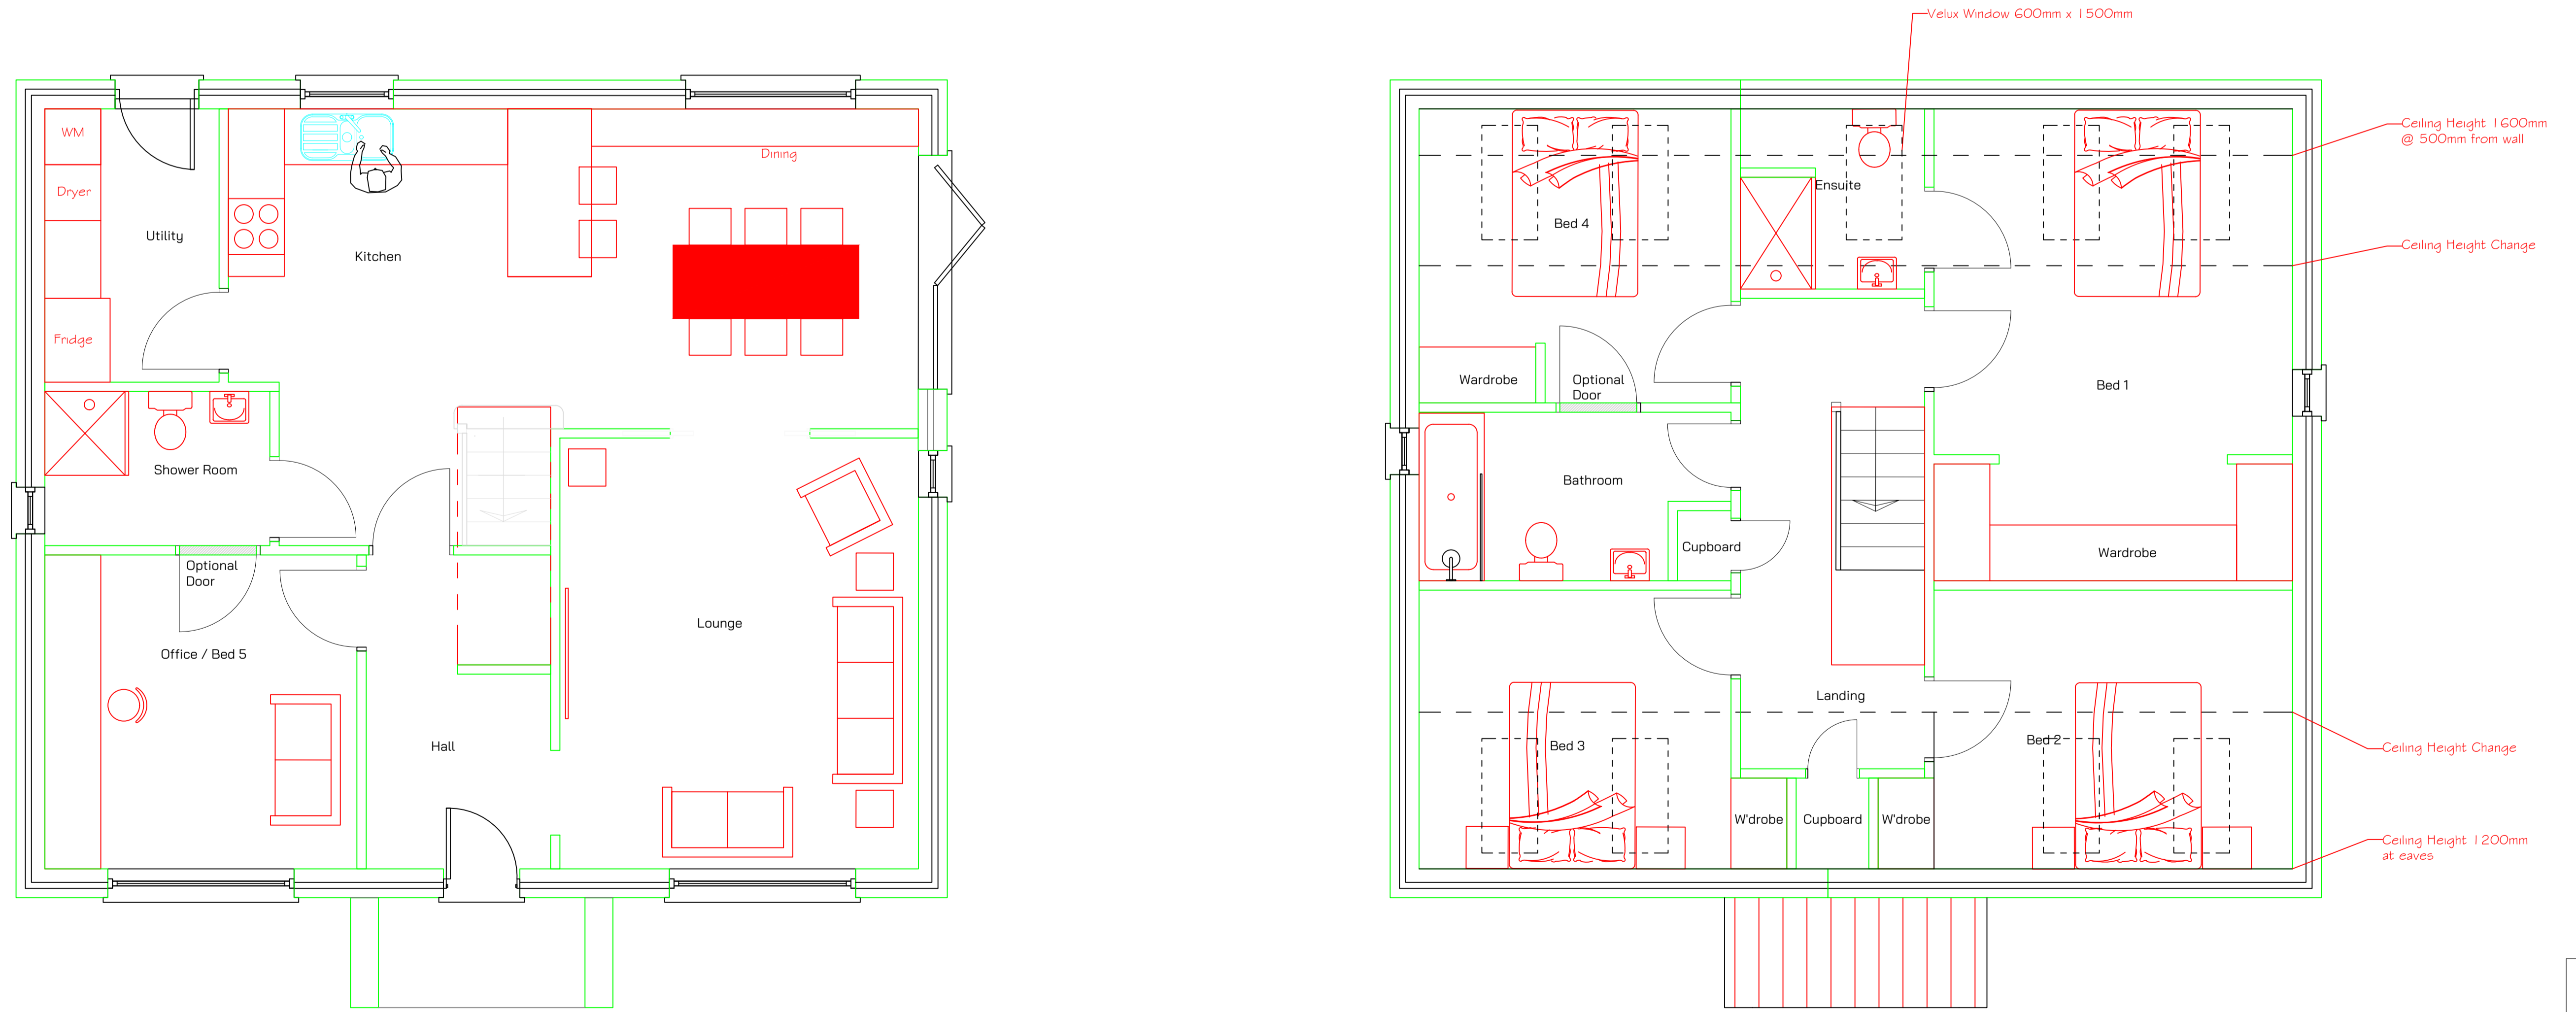 Velux Window 600mm x 1500mm
WM
Dryer
Utility
Kitchen
Dining
Fridge
Shower Room
Optional
Door
Office / Bed 5
Lounge
Hall
Ceiling Height 1600mm
@ 500mm from wall
Ensuite
Bed 4
Ceiling Height Change
Wardrobe
Optional
Door
Bed 1
Bathroom
Cupboard
Wardrobe
Landing
Bed 3
Bed 2
Ceiling Height Change
W'drobe
Cupboard
W'drobe
Ceiling Height 1200mm
at eaves